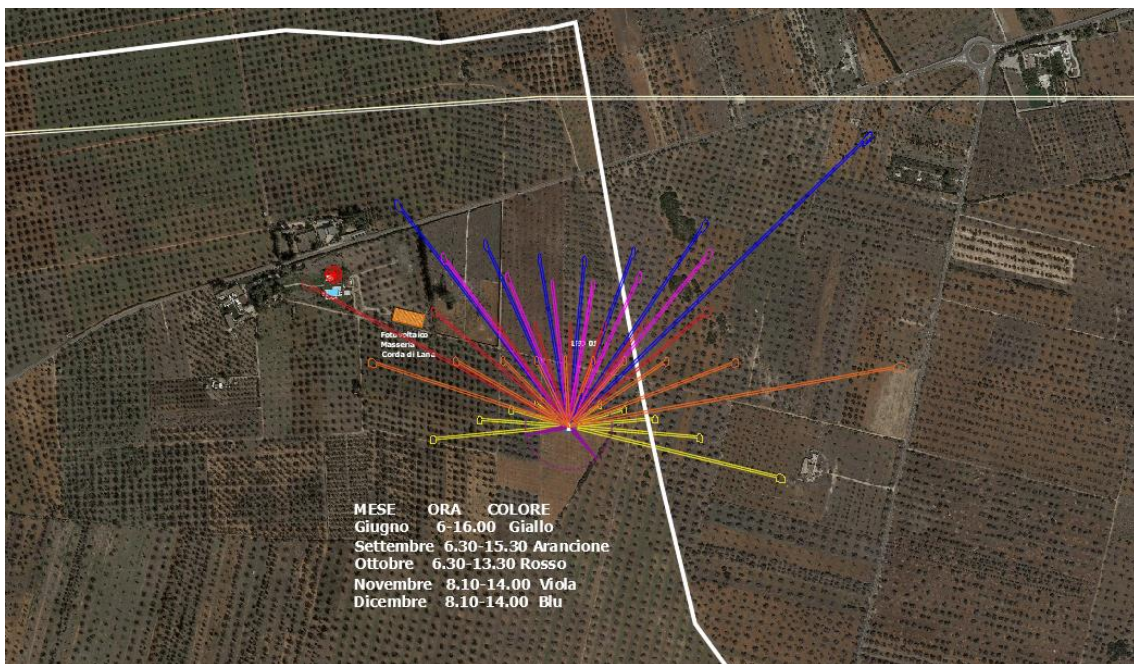 Fotovoltaico
Masseria
Corda di Lana
MESE ORA COLORE
Giugno 6-16.00 Giallo
Settembre 6.30-15.30 Arancione
Ottobre 6.30-13.30 Rosso
Novembre 8.10-14.00 Viola
Dicembre 8.10-14.00 Blu